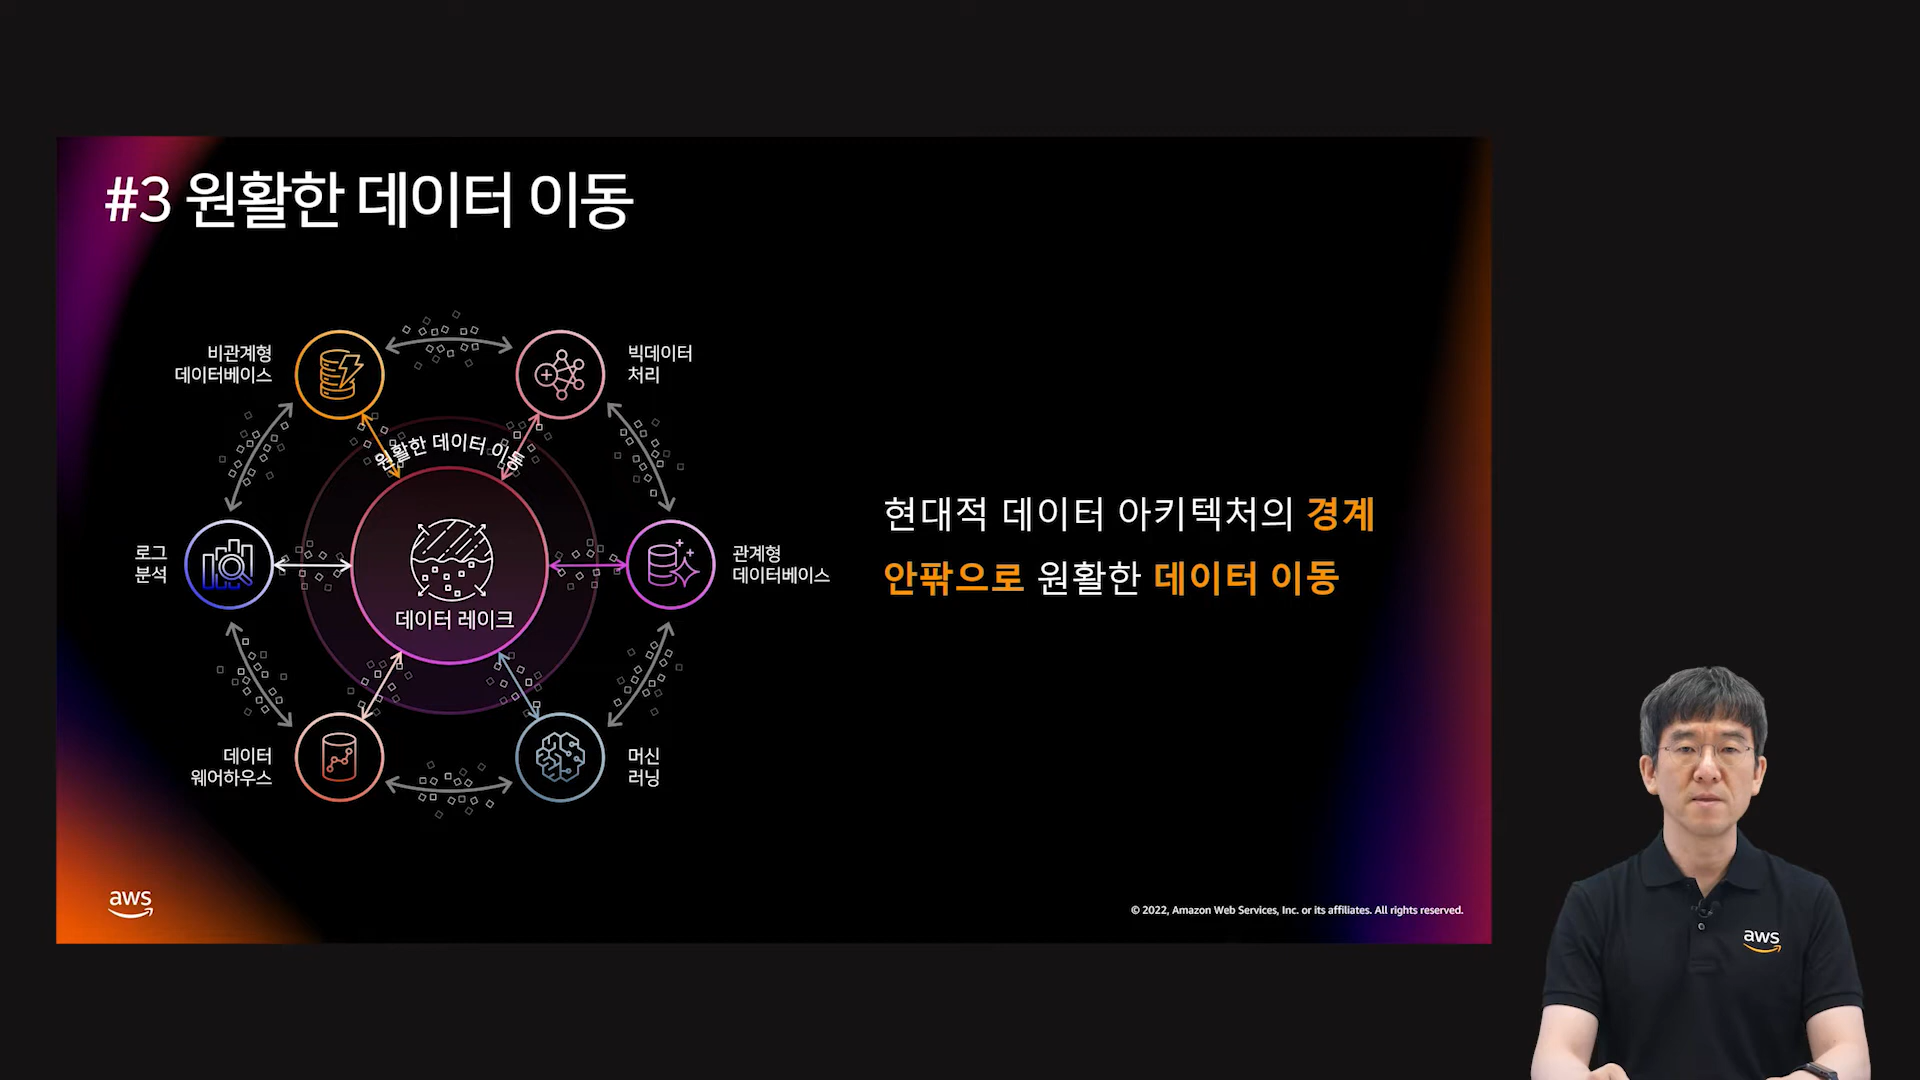 #3 원활한 데이터 이동
비관계형
데이터베이스
빅데이터
처리
원활한 데이터 이동
로그
분석
데이터 레이크
관계형
데이터베이스
데이터
웨어하우스
머신
러닝
현대적 데이터 아키텍처의 경계
안팎으로 원활한 데이터 이동
aws
© 2022, Amazon Web Services, Inc. or its affiliates. All rights reserved.
aws